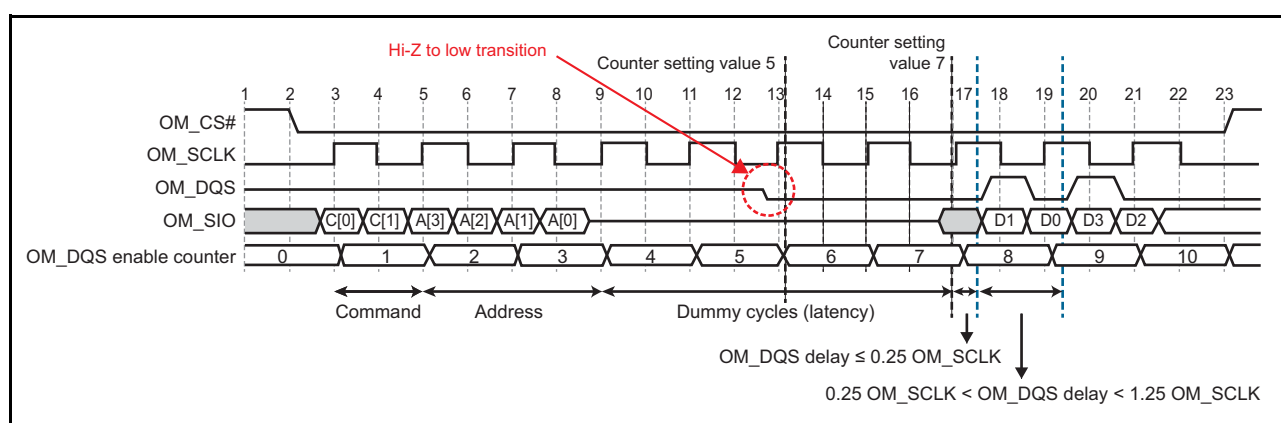 Hi-Z to low transition
Counter setting value 5
Counter setting
value 7
1 2 3 4 5 6 7 8 9 10 11 12 13 14 15 16 17 18 19 20 21 22 23
OM_CS#
OM_SCLK
OM_DQS
OM_SIO C[0] C[1] A[3] A[2] A[1] A[0] D1 D0 D3 D2
OM_DQS enable counter 0 1 2 3 4 5 6 7 8 9 10
Command Address Dummy cycles (latency)
OM_DQS delay ≤ 0.25 OM_SCLK
0.25 OM_SCLK < OM_DQS delay < 1.25 OM_SCLK